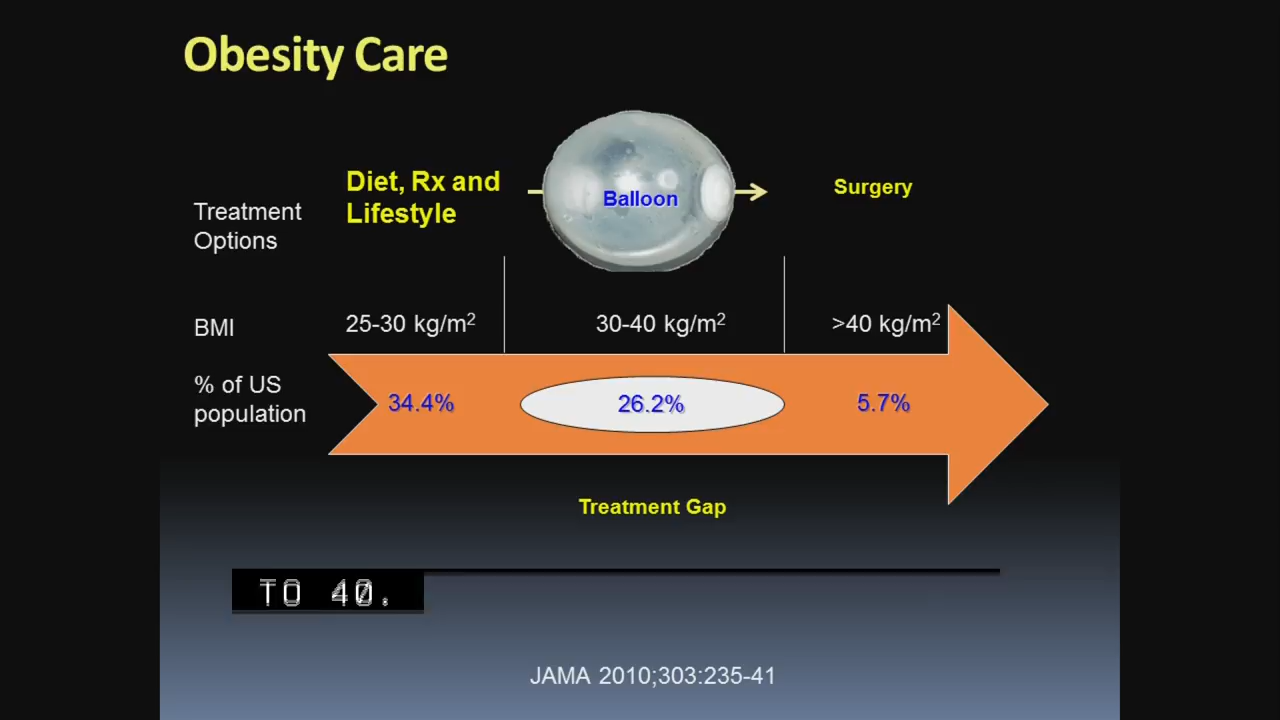 Obesity Care
Treatment
Options
Diet, Rx and
Lifestyle
Balloon
Surgery
BMI
25-30 kg/m²
30-40 kg/m²
>40 kg/m²
% of US
population
34.4%
26.2%
5.7%
Treatment Gap
TO 40.
JAMA 2010;303:235-41